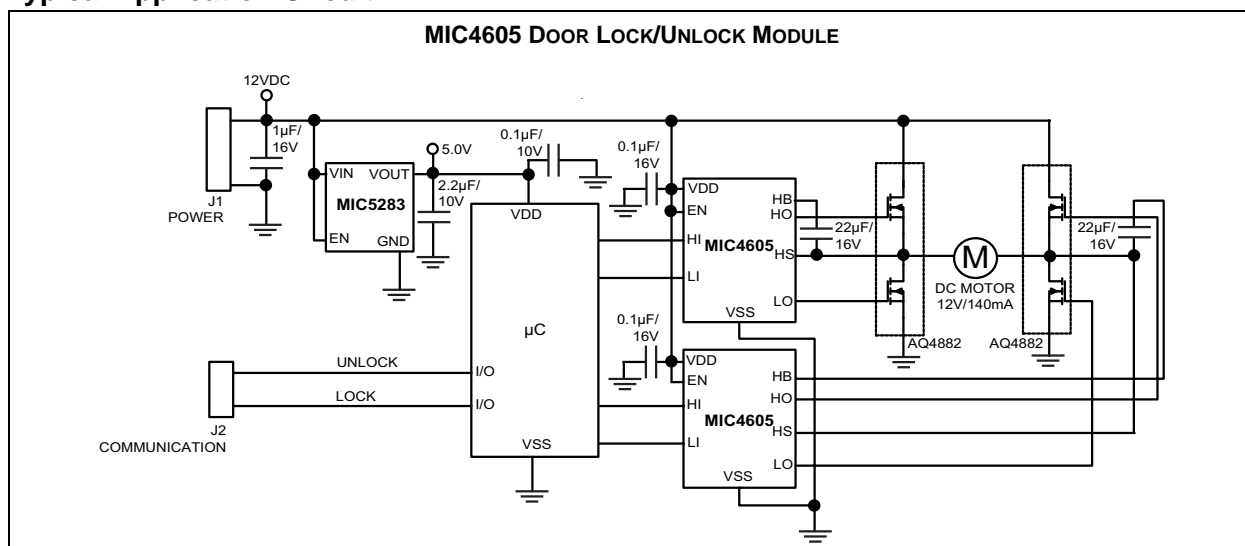 MIC4605 DOOR LOCK/UNLOCK MODULE
12VDC
1µF/
16V
J1
POWER
VIN
VOUT
MIC5283
EN
GND
5.0V
2.2µF/
10V
0.1µF/
10V
VDD
µC
I/O
I/O
VSS
UNLOCK
LOCK
J2
COMMUNICATION
0.1µF/
16V
VDD
EN
HI
LI
MIC4605
HB
HO
HS
LO
VSS
22µF/
16V
0.1µF/
16V
VDD
EN
HI
LI
MIC4605
HB
HO
HS
LO
VSS
M
DC MOTOR
12V/140mA
AQ4882
AQ4882
22µF/
16V